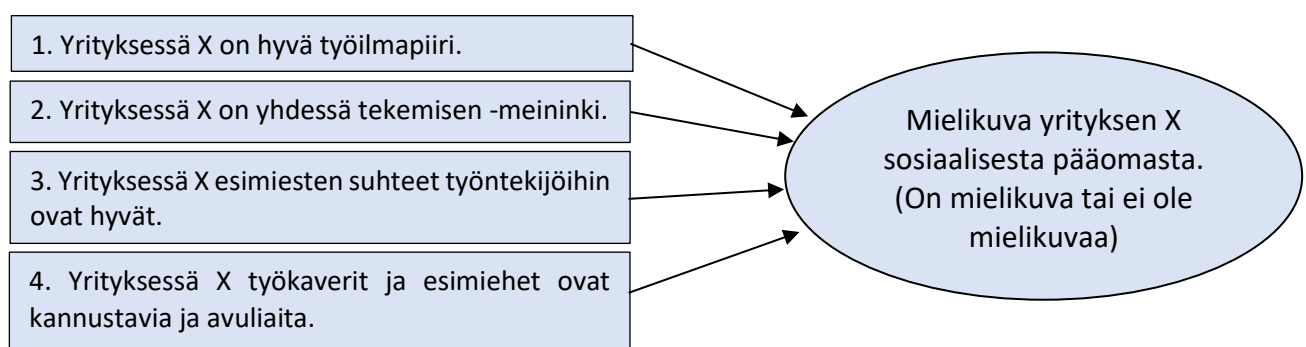 1. Yrityksessä X on hyvä työilmapiiri.
2. Yrityksessä X on yhdessä tekemisen -meininki.
3. Yrityksessä X esimiesten suhteet työntekijöihin
ovat hyvät.
4. Yrityksessä X työkaverit ja esimiehet ovat
kannustavia ja avuliaita.
Mielikuva yrityksen X
sosiaalisesta pääomasta.
(On mielikuva tai ei ole
mielikuvaa)